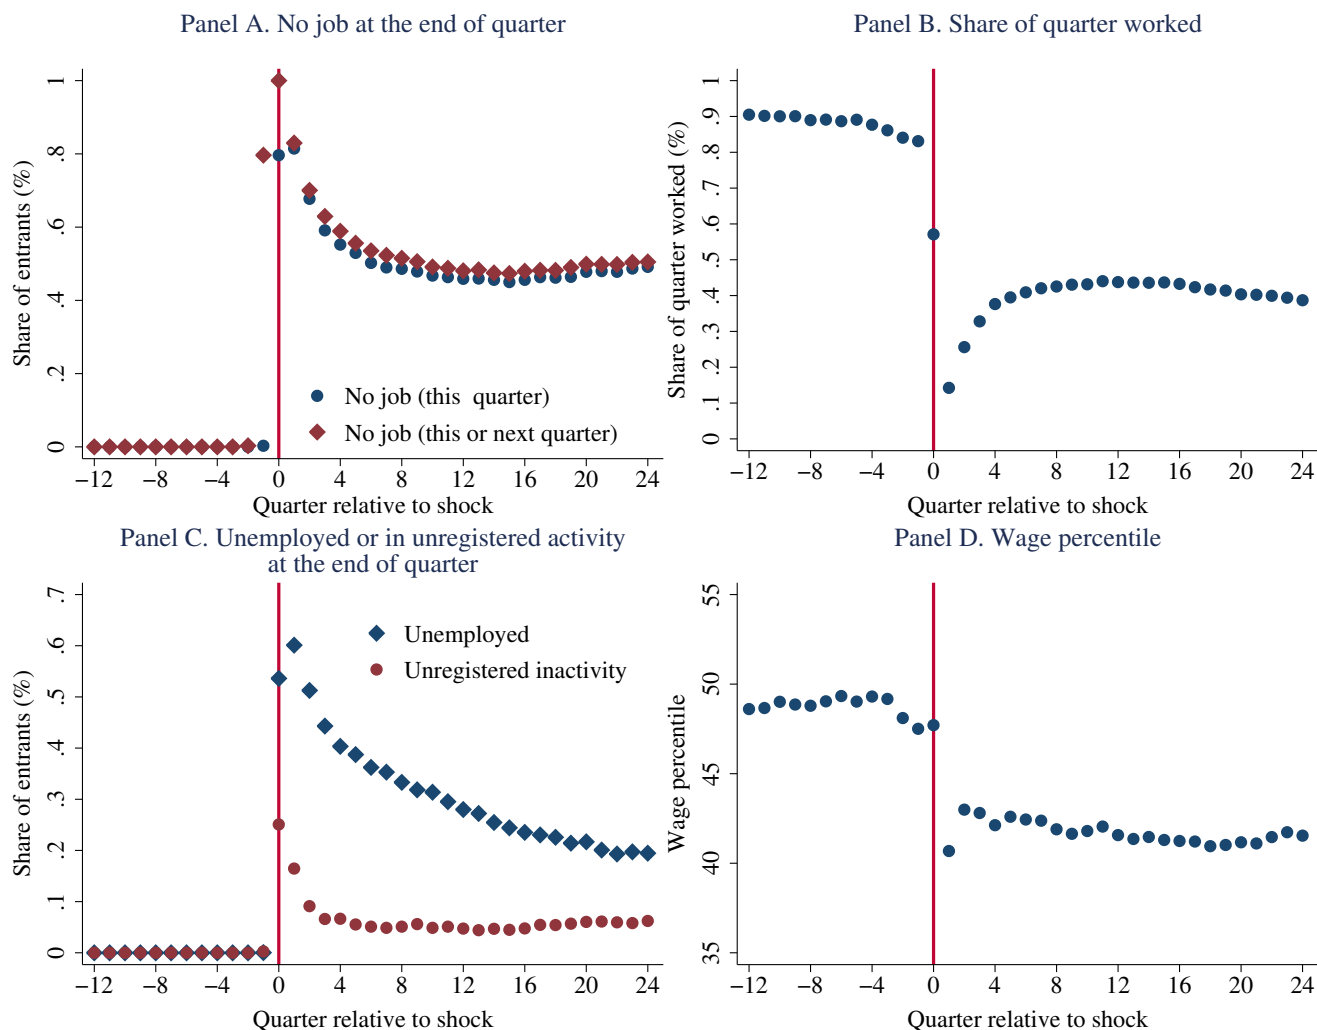 Panel A. No job at the end of quarter
Share of entrants (%)
1
.8
.6
.4
.2
0
No job (this quarter)
No job (this or next quarter)
−12 −8 −4 0 4 8 12 16 20 24
Quarter relative to shock
Panel B. Share of quarter worked
Share of quarter worked (%)
1
.9
.8
.7
.6
.5
.4
.3
.2
.1
0
−12 −8 −4 0 4 8 12 16 20 24
Quarter relative to shock
Panel C. Unemployed or in unregistered activity
at the end of quarter
Share of entrants (%)
.7
.6
.5
.4
.3
.2
.1
0
Unemployed
Unregistered inactivity
−12 −8 −4 0 4 8 12 16 20 24
Quarter relative to shock
Panel D. Wage percentile
Wage percentile
55
50
45
40
35
−12 −8 −4 0 4 8 12 16 20 24
Quarter relative to shock